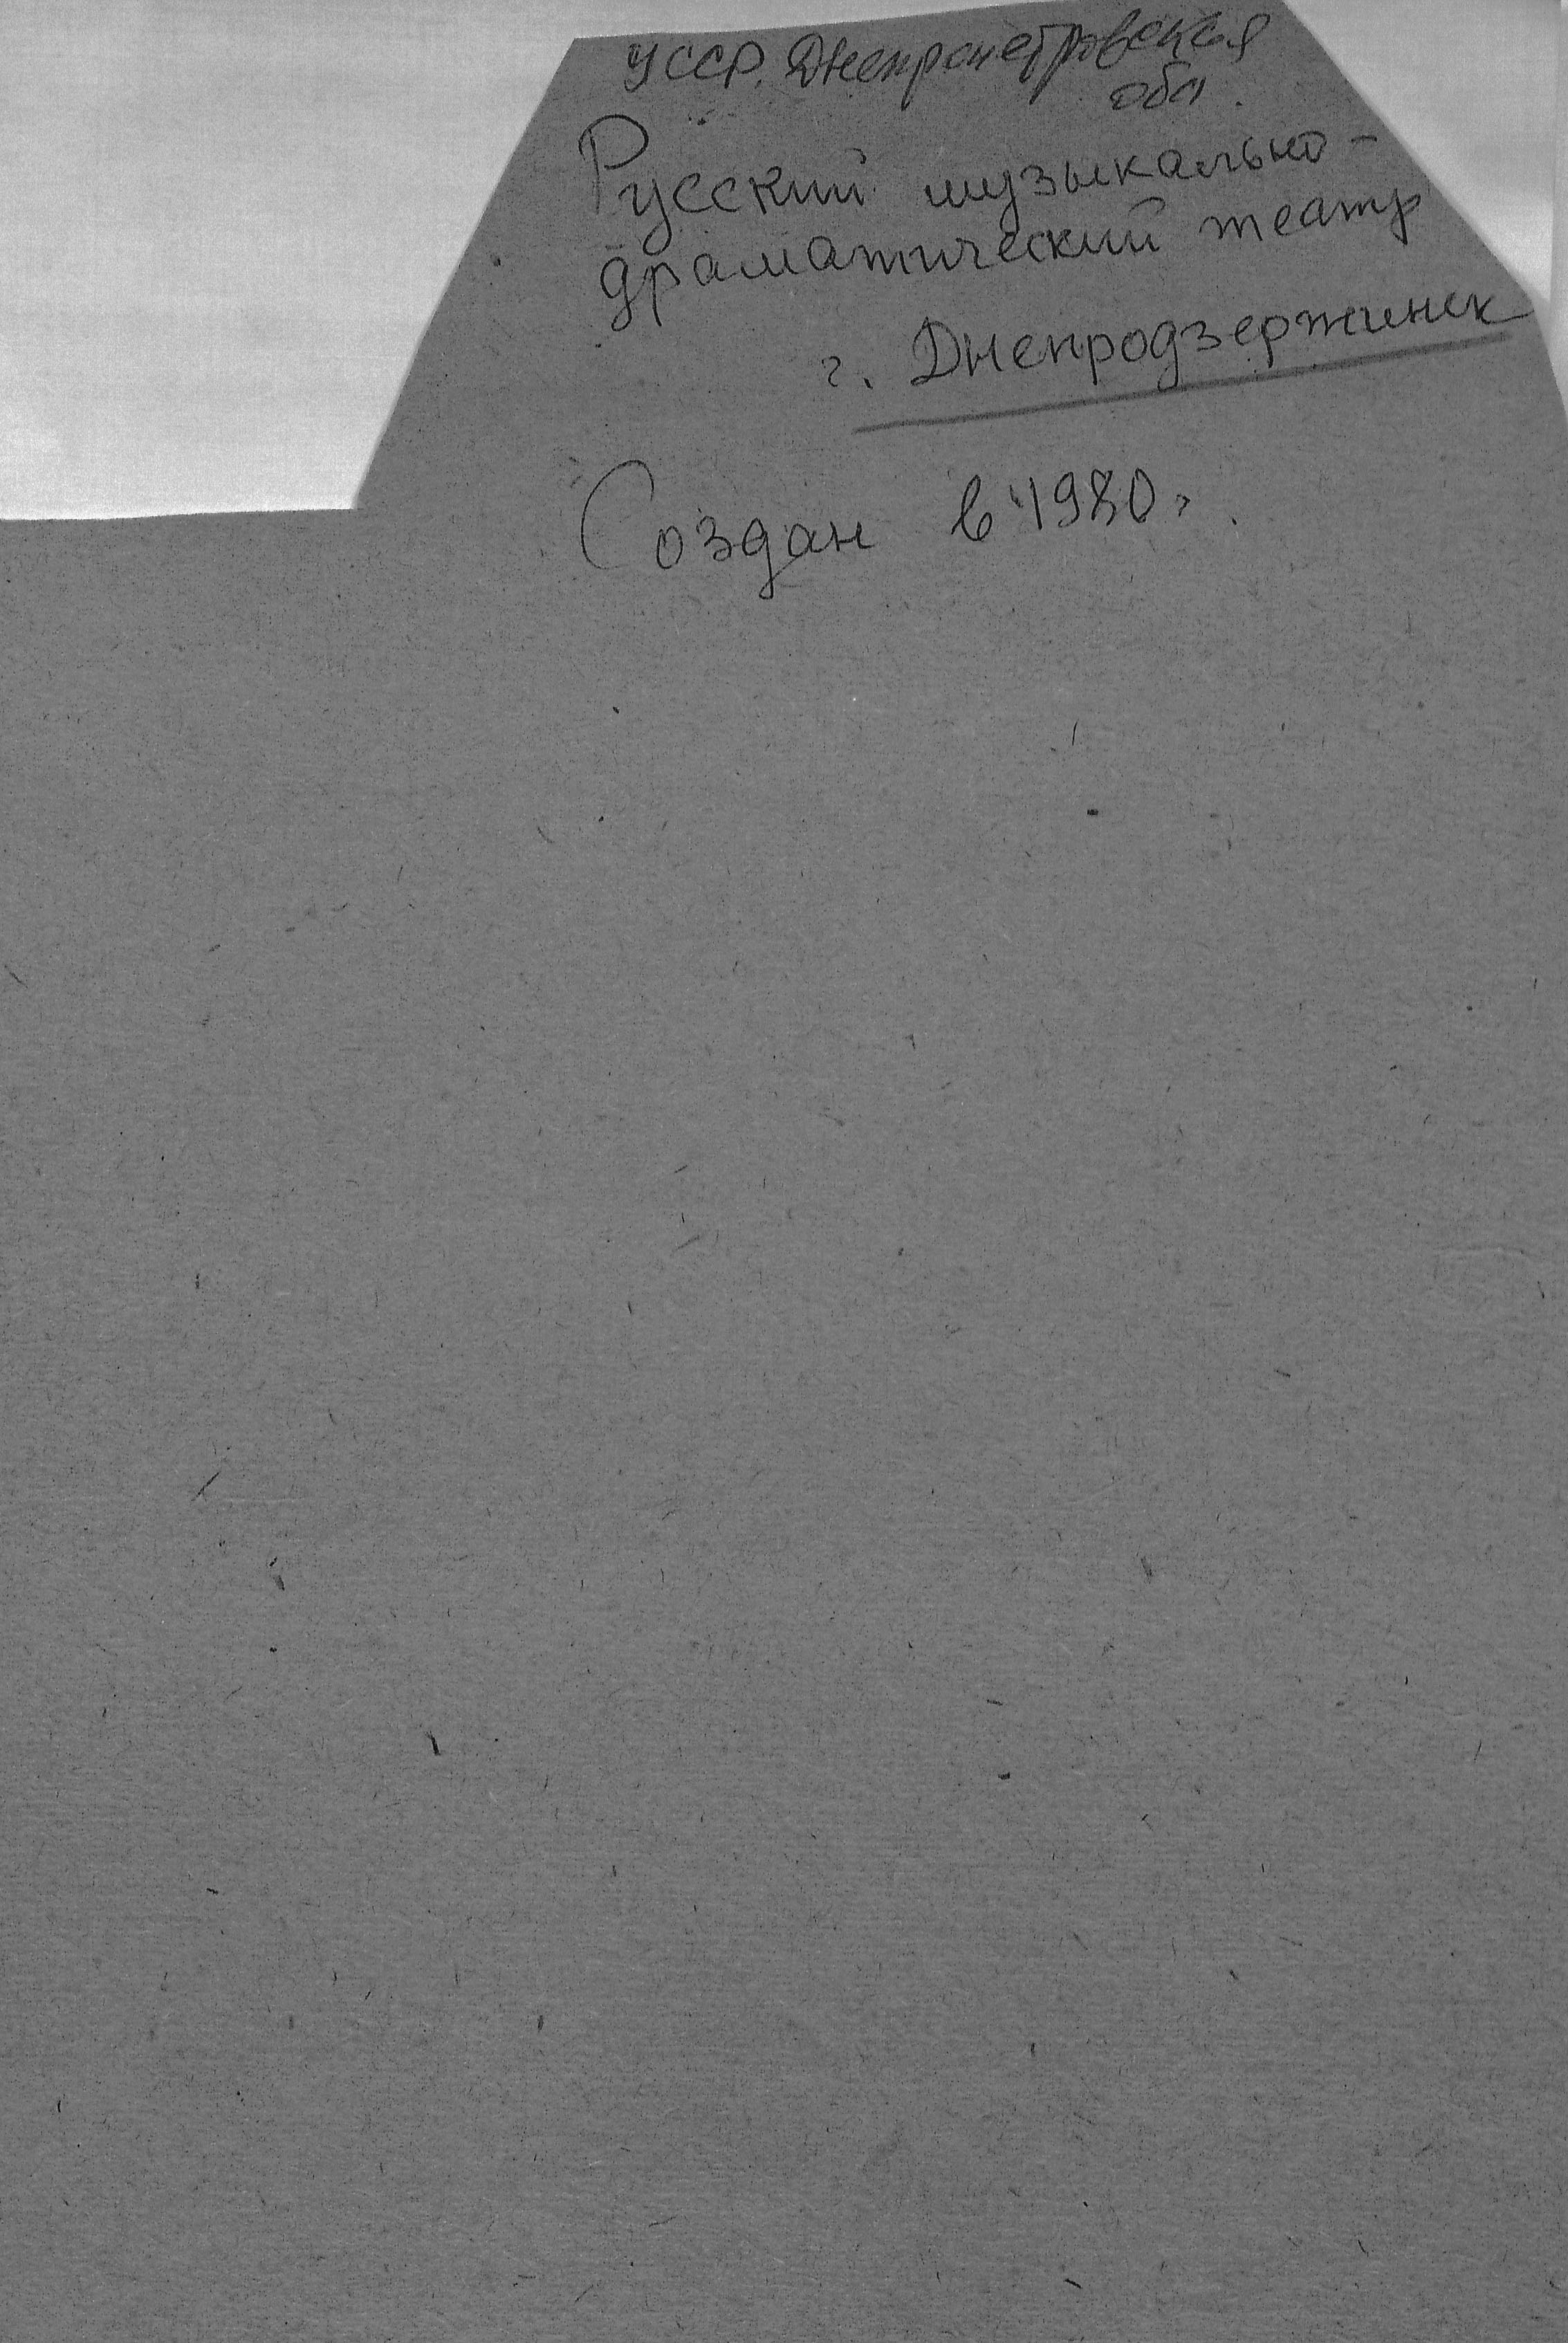 УССР. Днепропетровская
обл.
Русский музыкально-
драматический театр
г. Днепродзержинск
Создан в 1980 г.